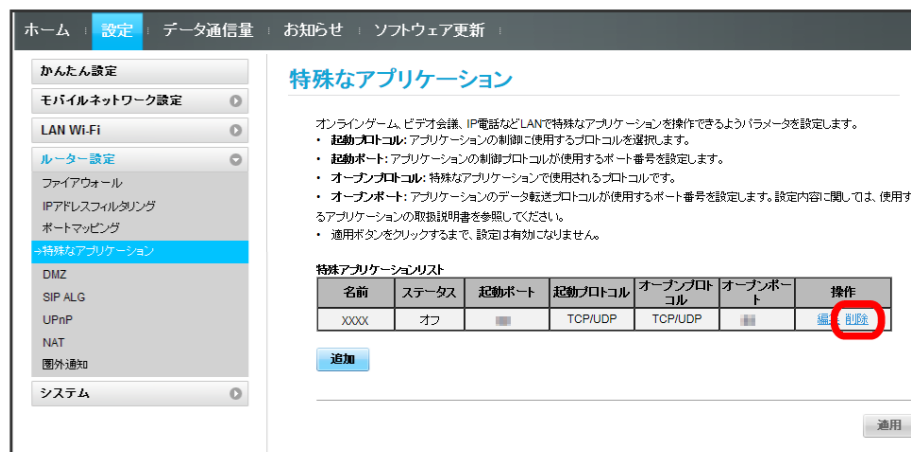 ホーム 設定 データ通信量 お知らせ ソフトウェア更新
かんたん設定
モバイルネットワーク設定
LAN Wi-Fi
ルーター設定
ファイアウォール
IPアドレスフィルタリング
ポートマッピング
→特殊なアプリケーション
DMZ
SIP ALG
UPnP
NAT
圏外通知
システム
特殊なアプリケーション
オンラインゲーム、ビデオ会議、IP電話などLANで特殊なアプリケーションを操作できるようパラメータを設定します。
• 起動プロトコル: アプリケーションの制御に使用するプロトコルを選択します。
• 起動ポート: アプリケーションの制御プロトコルが使用するポート番号を設定します。
• オープンプロトコル: 特殊なアプリケーションで使用されるプロトコルです。
• オープンポート: アプリケーションのデータ転送プロトコルが使用するポート番号を設定します。設定内容に関しては、使用す
るアプリケーションの取扱説明書を参照してください。
• 適用ボタンをクリックするまで、設定は有効になりません。
特殊アプリケーションリスト
名前 ステータス 起動ポート 起動プロトコル オープンプロト
コル オープンポー
ト 操作
XXXX オフ TCP/UDP TCP/UDP 編集 削除
追加
適用